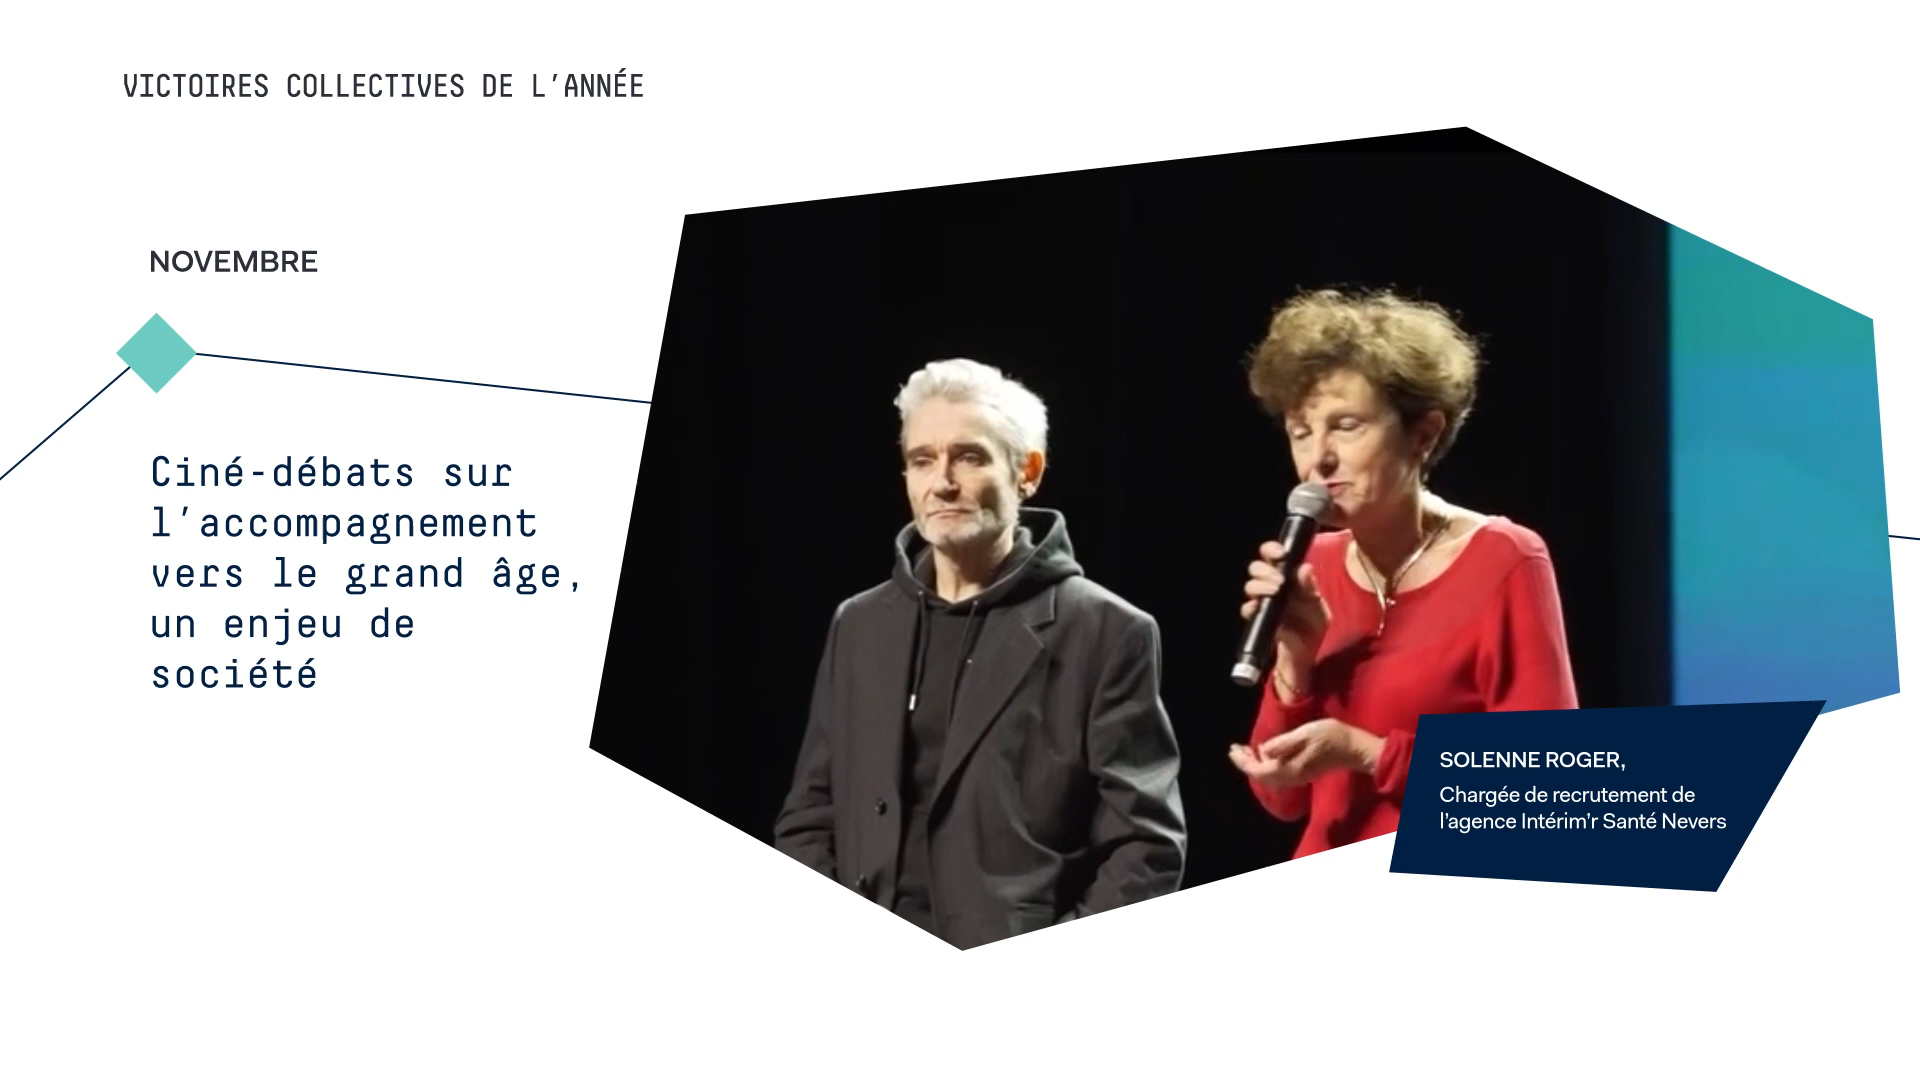 VICTOIRES COLLECTIVES DE L’ANNÉE
NOVEMBRE
Ciné-débats sur
l’accompagnement
vers le grand âge,
un enjeu de
société
SOLENNE ROGER,
Chargée de recrutement de
l’agence Intérim’r Santé Nevers